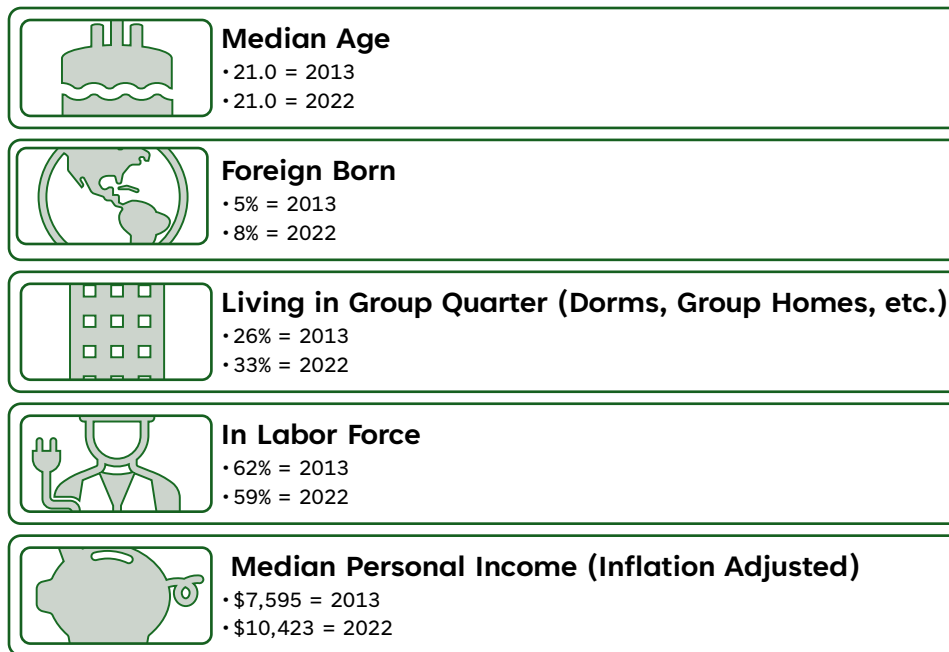 Median Age
• 21.0 = 2013
• 21.0 = 2022
Foreign Born
• 5% = 2013
• 8% = 2022
Living in Group Quarter (Dorms, Group Homes, etc.)
• 26% = 2013
• 33% = 2022
In Labor Force
• 62% = 2013
• 59% = 2022
Median Personal Income (Inflation Adjusted)
• $7,595 = 2013
• $10,423 = 2022